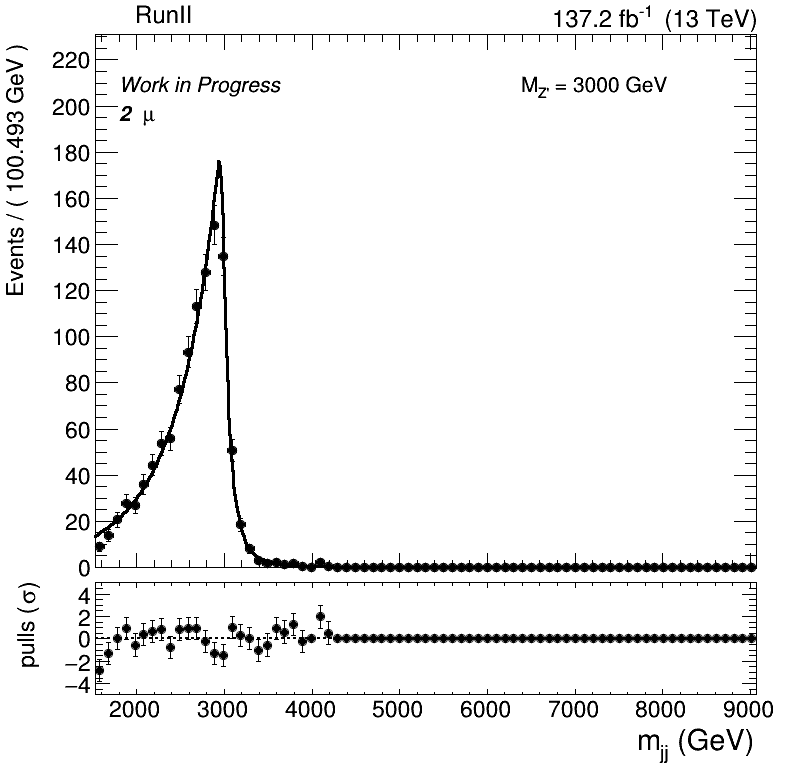 RunII
137.2 fb⁻¹ (13 TeV)
Events / ( 100.493 GeV )
220
200
180
160
140
120
100
80
60
40
20
0
Work in Progress
2 μ
M_Z' = 3000 GeV
pulls (σ)
4
2
0
−2
−4
2000 3000 4000 5000 6000 7000 8000 9000
m_jj (GeV)